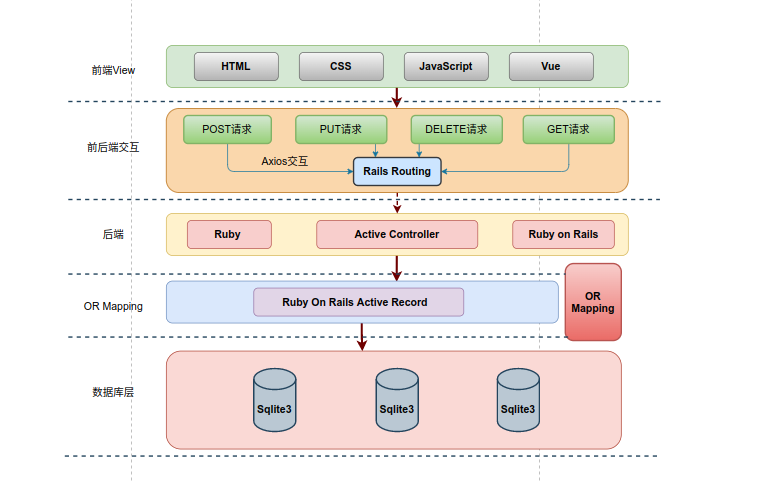 前端View
HTML
CSS
JavaScript
Vue
前后端交互
POST请求
PUT请求
DELETE请求
GET请求
Axios交互
Rails Routing
后端
Ruby
Active Controller
Ruby on Rails
OR Mapping
Ruby On Rails Active Record
OR
Mapping
数据库层
Sqlite3
Sqlite3
Sqlite3